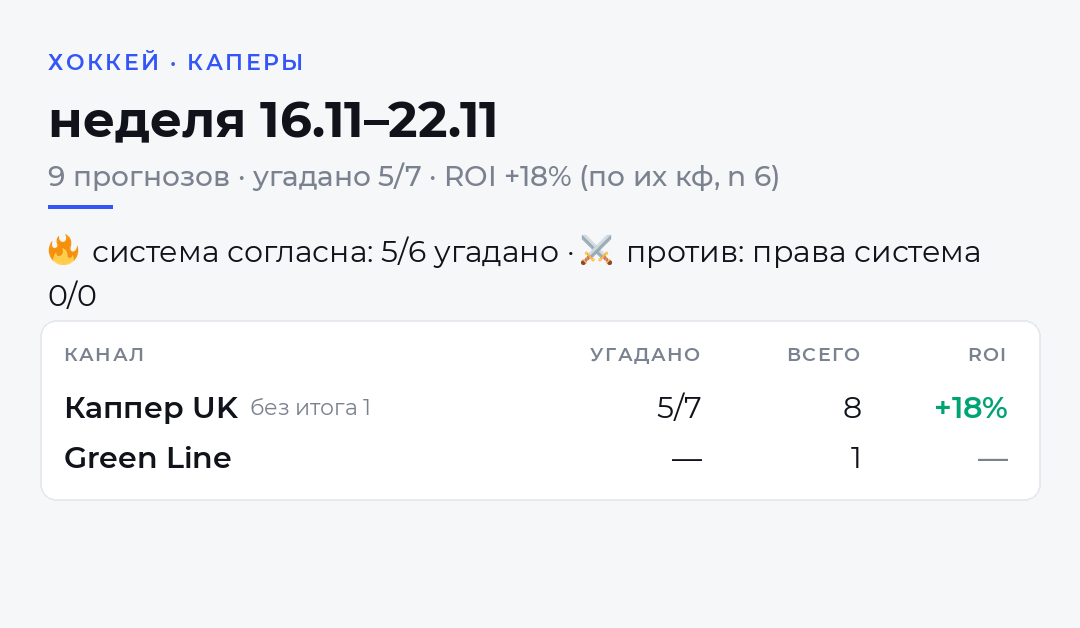 ХОККЕЙ · КАПЕРЫ
неделя 16.11–22.11
9 прогнозов · угадано 5/7 · ROI +18% (по их кф, n 6)
🔥 система согласна: 5/6 угадано · ⚔️ против: права система
0/0
КАНАЛ УГАДАНО ВСЕГО ROI
Каппер UK без итога 1 5/7 8 +18%
Green Line — 1 —